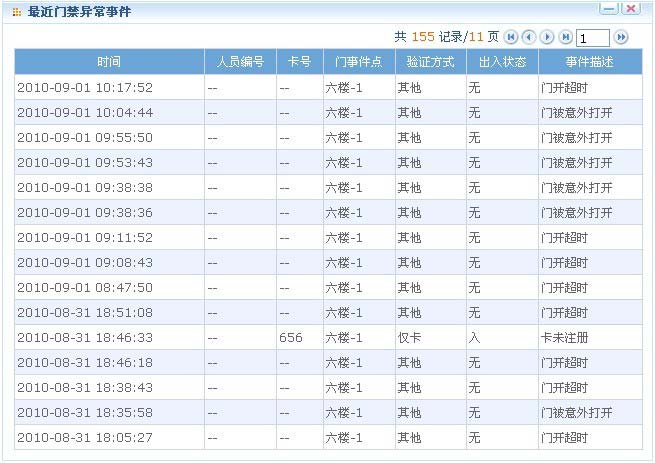 最近门禁异常事件
共 155 记录/11 页 1
时间 人员编号 卡号 门事件点 验证方式 出入状态 事件描述
2010-09-01 10:17:52 -- -- 六楼-1 其他 无 门开超时
2010-09-01 10:04:44 -- -- 六楼-1 其他 无 门被意外打开
2010-09-01 09:55:50 -- -- 六楼-1 其他 无 门被意外打开
2010-09-01 09:53:43 -- -- 六楼-1 其他 无 门被意外打开
2010-09-01 09:38:38 -- -- 六楼-1 其他 无 门被意外打开
2010-09-01 09:38:36 -- -- 六楼-1 其他 无 门被意外打开
2010-09-01 09:11:52 -- -- 六楼-1 其他 无 门开超时
2010-09-01 09:08:43 -- -- 六楼-1 其他 无 门开超时
2010-09-01 08:47:50 -- -- 六楼-1 其他 无 门开超时
2010-08-31 18:51:08 -- -- 六楼-1 其他 无 门开超时
2010-08-31 18:46:33 -- 656 六楼-1 仅卡 入 卡未注册
2010-08-31 18:46:18 -- -- 六楼-1 其他 无 门开超时
2010-08-31 18:38:43 -- -- 六楼-1 其他 无 门开超时
2010-08-31 18:35:58 -- -- 六楼-1 其他 无 门被意外打开
2010-08-31 18:05:27 -- -- 六楼-1 其他 无 门开超时